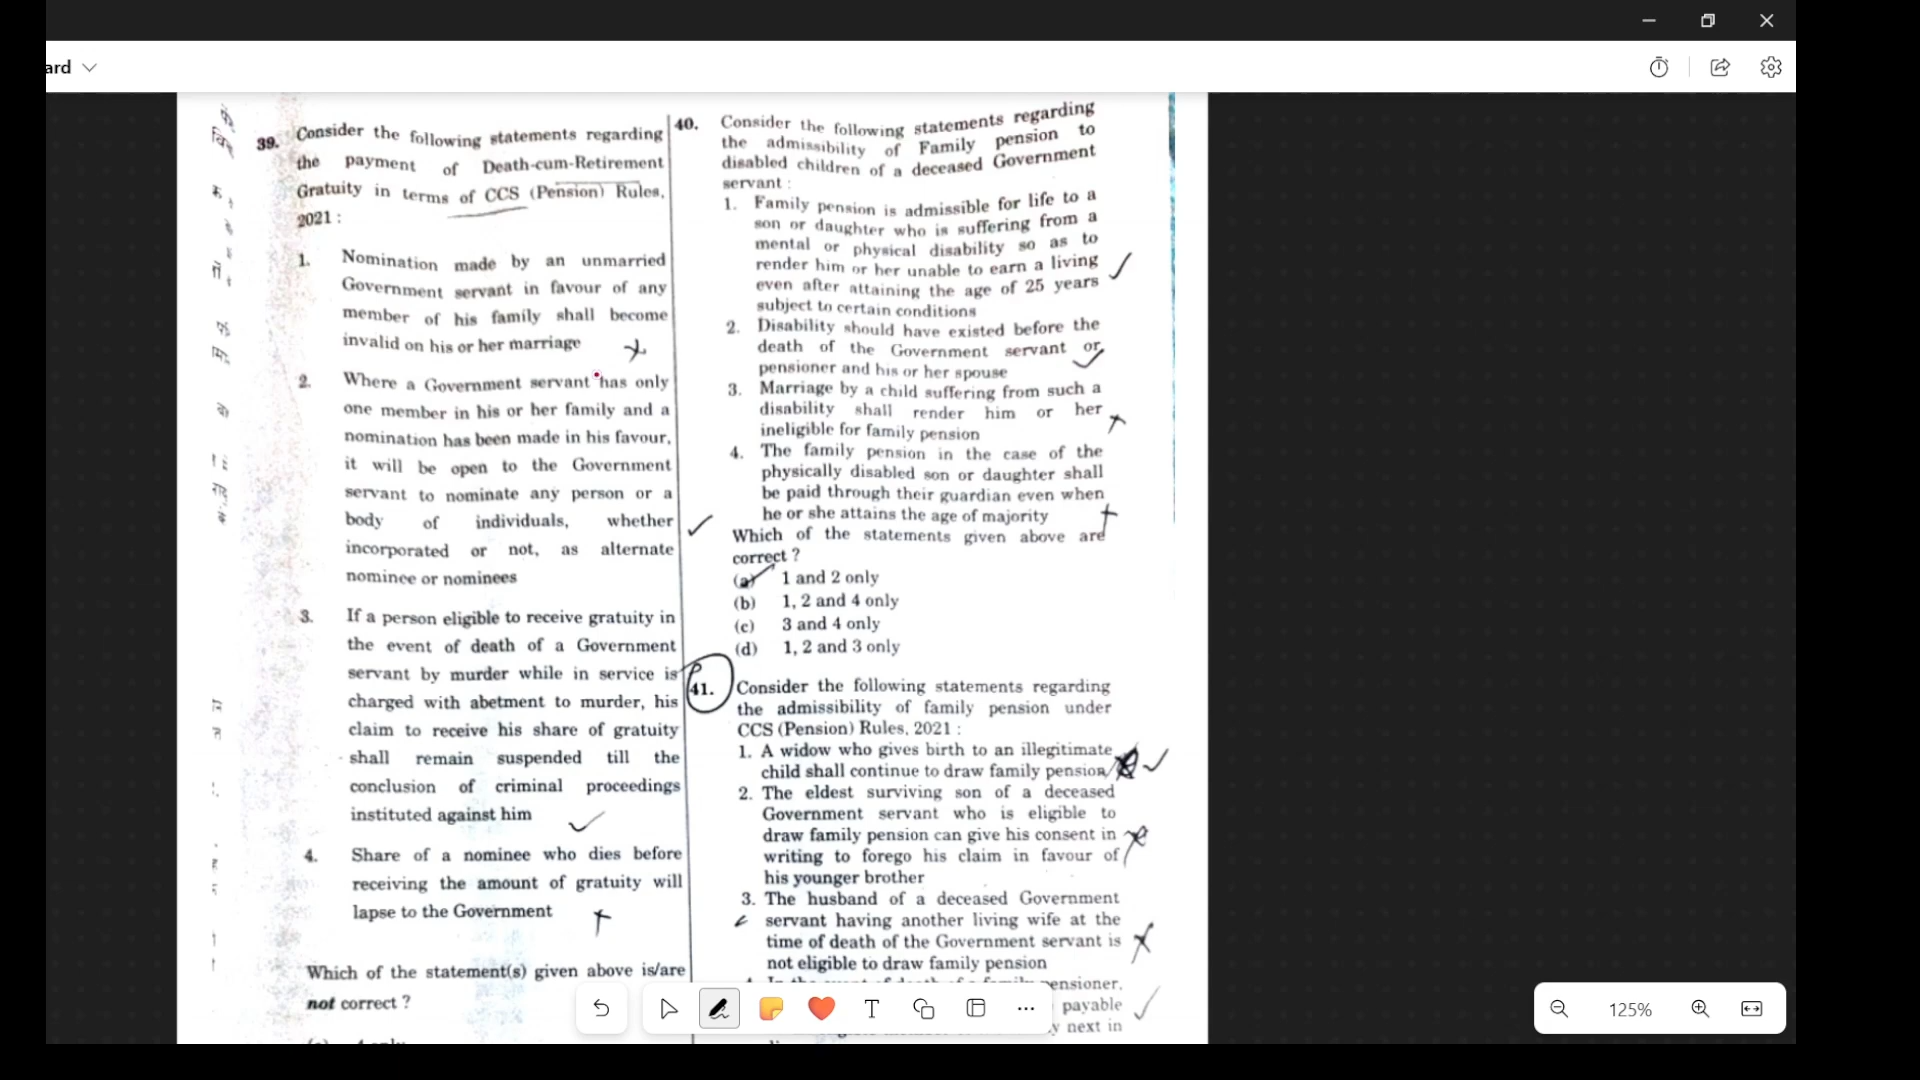 ard
39. Consider the following statements regarding
the payment of Death-cum-Retirement
Gratuity in terms of CCS (Pension) Rules,
2021 :
1. Nomination made by an unmarried
Government servant in favour of any
member of his family shall become
invalid on his or her marriage
2. Where a Government servant has only
one member in his or her family and a
nomination has been made in his favour,
it will be open to the Government
servant to nominate any person or a
body of individuals, whether
incorporated or not, as alternate
nominee or nominees
3. If a person eligible to receive gratuity in
the event of death of a Government
servant by murder while in service is
charged with abetment to murder, his
claim to receive his share of gratuity
shall remain suspended till the
conclusion of criminal proceedings
instituted against him
4. Share of a nominee who dies before
receiving the amount of gratuity will
lapse to the Government
Which of the statement(s) given above is/are
not correct ?
40. Consider the following statements regarding
the admissibility of Family pension to
disabled children of a deceased Government
servant :
1. Family pension is admissible for life to a
son or daughter who is suffering from a
mental or physical disability so as to
render him or her unable to earn a living
even after attaining the age of 25 years
subject to certain conditions
2. Disability should have existed before the
death of the Government servant or
pensioner and his or her spouse
3. Marriage by a child suffering from such a
disability shall render him or her
ineligible for family pension
4. The family pension in the case of the
physically disabled son or daughter shall
be paid through their guardian even when
he or she attains the age of majority
Which of the statements given above are
correct ?
(a) 1 and 2 only
(b) 1, 2 and 4 only
(c) 3 and 4 only
(d) 1, 2 and 3 only
41. Consider the following statements regarding
the admissibility of family pension under
CCS (Pension) Rules, 2021 :
1. A widow who gives birth to an illegitimate
child shall continue to draw family pension
2. The eldest surviving son of a deceased
Government servant who is eligible to
draw family pension can give his consent in
writing to forego his claim in favour of
his younger brother
3. The husband of a deceased Government
servant having another living wife at the
time of death of the Government servant is
not eligible to draw family pension
pensioner,
payable
next in
125%